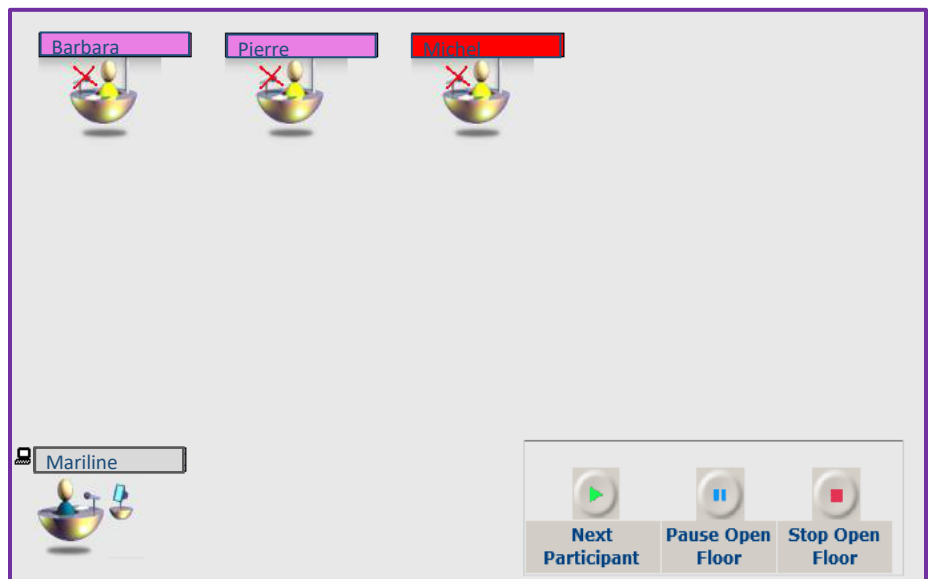 Barbara
Pierre
Michel
Mariline
Next
Participant
Pause Open
Floor
Stop Open
Floor